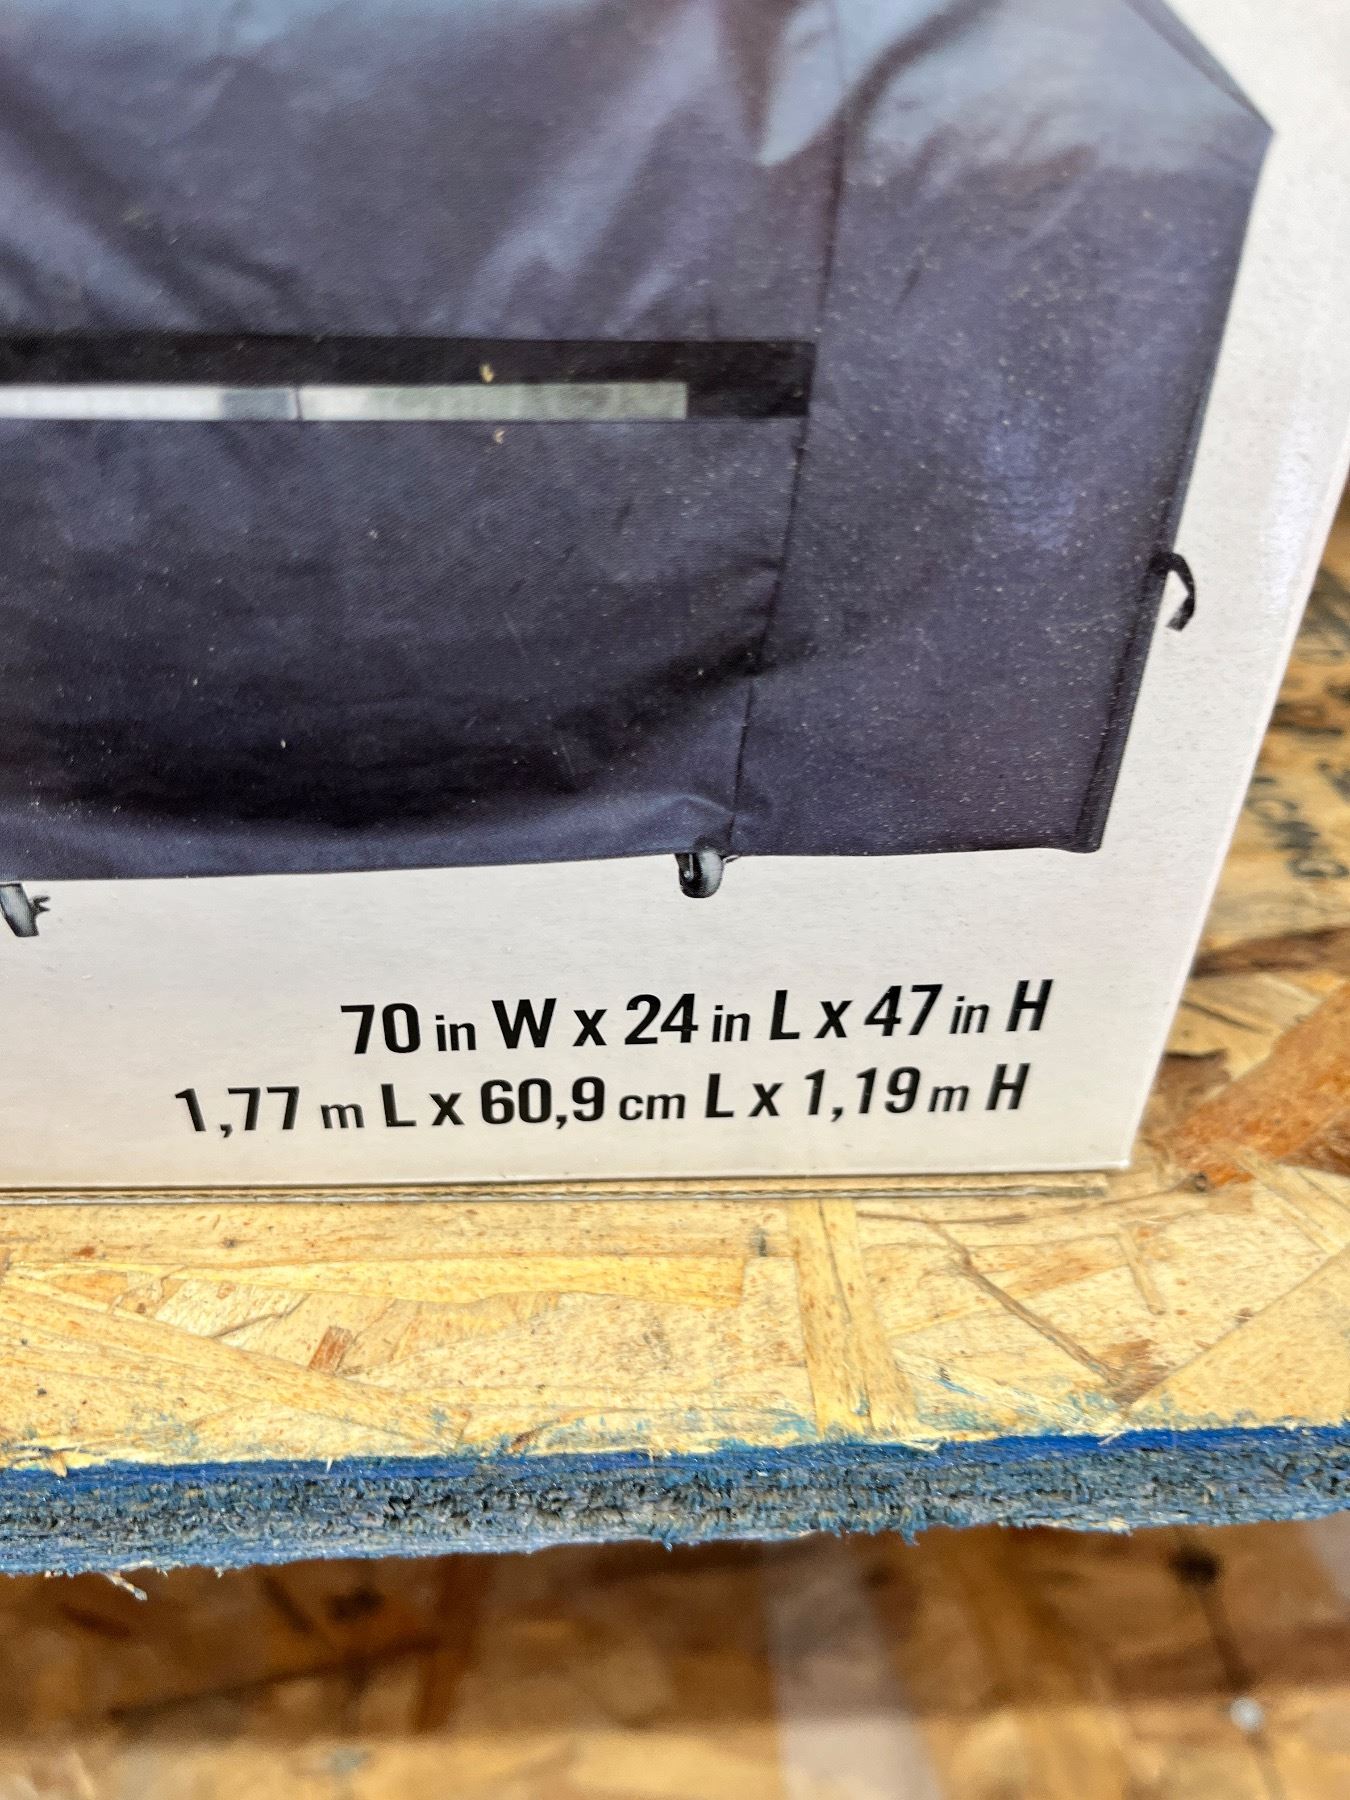 70 in W x 24 in L x 47 in H
1,77 m L x 60,9 cm L x 1,19 m H